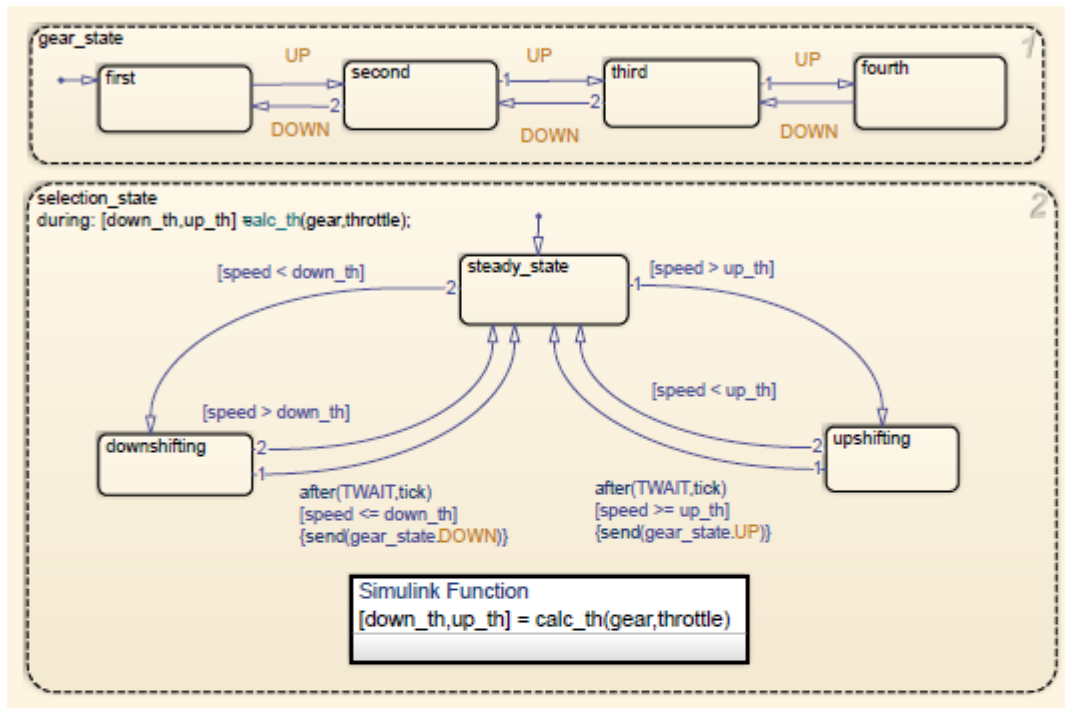 gear_state
1
UP
UP
UP
first
second
third
fourth
1
1
2
2
DOWN
DOWN
DOWN
selection_state
2
during: [down_th,up_th] =calc_th(gear,throttle);
[speed < down_th]
steady_state
[speed > up_th]
2
1
[speed > down_th]
[speed < up_th]
downshifting
2
1
upshifting
2
1
after(TWAIT,tick)
[speed <= down_th]
{send(gear_state.DOWN)}
after(TWAIT,tick)
[speed >= up_th]
{send(gear_state.UP)}
Simulink Function
[down_th,up_th] = calc_th(gear,throttle)